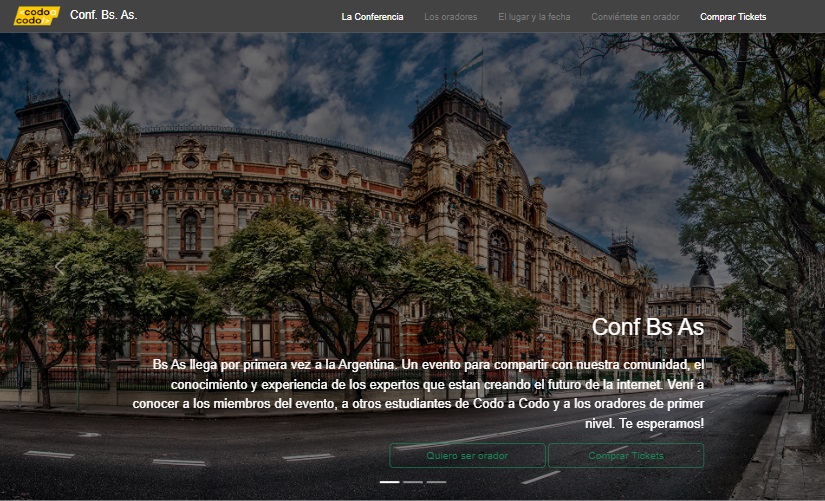 codo a
codo
Conf. Bs. As.
La Conferencia
Los oradores
El lugar y la fecha
Conviértete en orador
Comprar Tickets
Conf Bs As
Bs As llega por primera vez a la Argentina. Un evento para compartir con nuestra comunidad, el
conocimiento y experiencia de los expertos que estan creando el futuro de la internet. Vení a
conocer a los miembros del evento, a otros estudiantes de Codo a Codo y a los oradores de primer
nivel. Te esperamos!
Quiero ser orador
Comprar Tickets